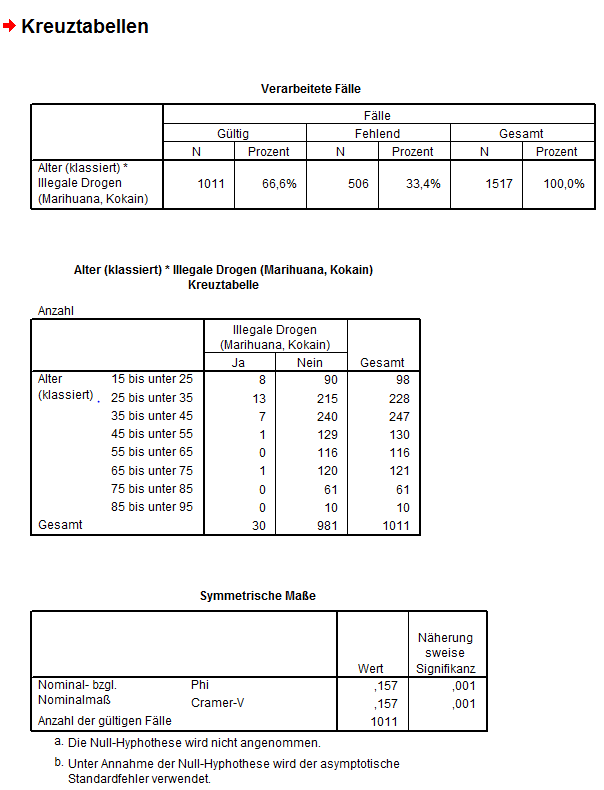 Kreuztabellen
Verarbeitete Fälle
Fälle
Gültig Fehlend Gesamt
N Prozent N Prozent N Prozent
Alter (klassiert) *
Illegale Drogen
(Marihuana, Kokain) 1011 66,6% 506 33,4% 1517 100,0%
Alter (klassiert) * Illegale Drogen (Marihuana, Kokain)
Kreuztabelle
Anzahl
Illegale Drogen
(Marihuana, Kokain)
Ja Nein Gesamt
Alter 15 bis unter 25 8 90 98
(klassiert) 25 bis unter 35 13 215 228
35 bis unter 45 7 240 247
45 bis unter 55 1 129 130
55 bis unter 65 0 116 116
65 bis unter 75 1 120 121
75 bis unter 85 0 61 61
85 bis unter 95 0 10 10
Gesamt 30 981 1011
Symmetrische Maße
Wert Näherung
sweise
Signifikanz
Nominal- bzgl. Phi ,157 ,001
Nominalmaß Cramer-V ,157 ,001
Anzahl der gültigen Fälle 1011
a. Die Null-Hyphothese wird nicht angenommen.
b. Unter Annahme der Null-Hyphothese wird der asymptotische
Standardfehler verwendet.